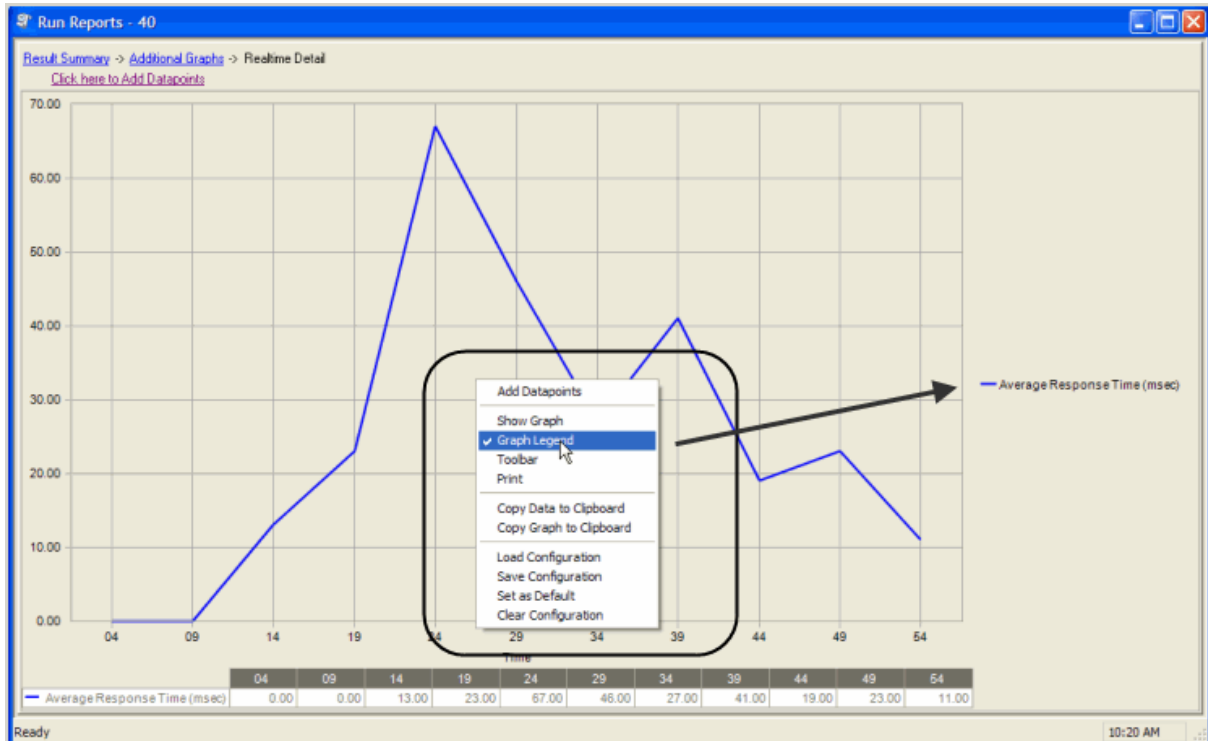 Run Reports - 40
Result Summary -> Additional Graphs -> Realtime Detail
Click here to Add Datapoints
70.00
60.00
50.00
40.00
30.00
20.00
10.00
0.00
Add Datapoints
Show Graph
Graph Legend
Toolbar
Print
Copy Data to Clipboard
Copy Graph to Clipboard
Load Configuration
Save Configuration
Set as Default
Clear Configuration
Average Response Time (msec)
04 09 14 19 24 29 34 39 44 49 54
Time
04 09 14 19 24 29 34 39 44 49 54
Average Response Time (msec) 0.00 0.00 13.00 23.00 67.00 46.00 27.00 41.00 19.00 23.00 11.00
Ready 10:20 AM